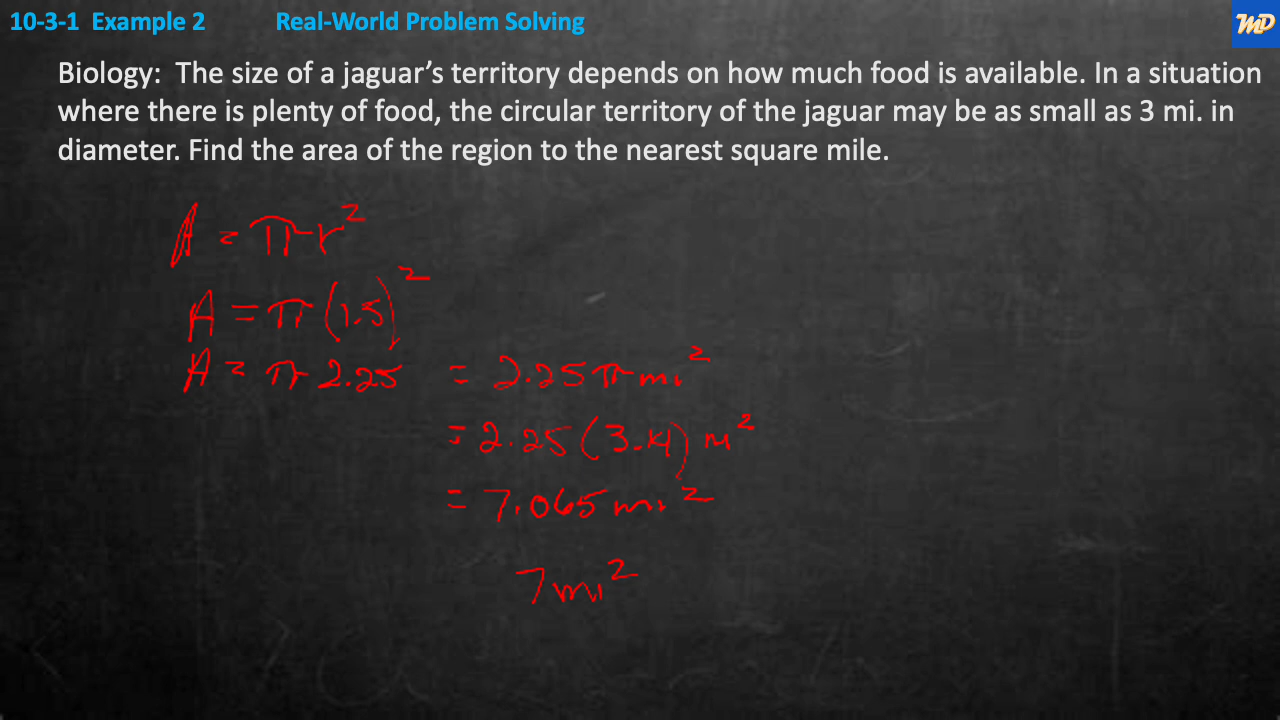 10-3-1 Example 2 Real-World Problem Solving
MD
Biology: The size of a jaguar’s territory depends on how much food is available. In a situation
where there is plenty of food, the circular territory of the jaguar may be as small as 3 mi. in
diameter. Find the area of the region to the nearest square mile.
A = πr²
A = π(1.5)²
A = π 2.25 = 2.25π mi²
= 2.25(3.14) m²
= 7.065 mi²
7 mi²